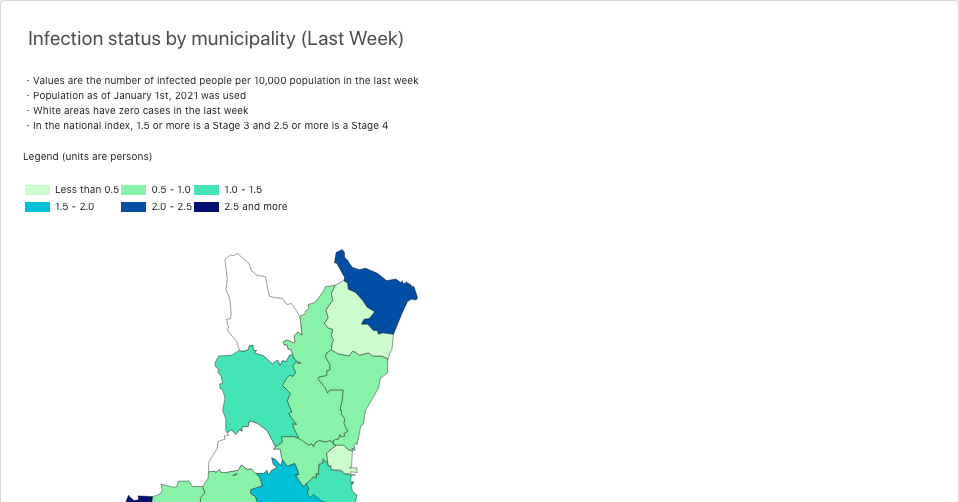 Infection status by municipality (Last Week)
· Values are the number of infected people per 10,000 population in the last week
· Population as of January 1st, 2021 was used
· White areas have zero cases in the last week
· In the national index, 1.5 or more is a Stage 3 and 2.5 or more is a Stage 4
Legend (units are persons)
Less than 0.5 0.5 - 1.0 1.0 - 1.5
1.5 - 2.0 2.0 - 2.5 2.5 and more